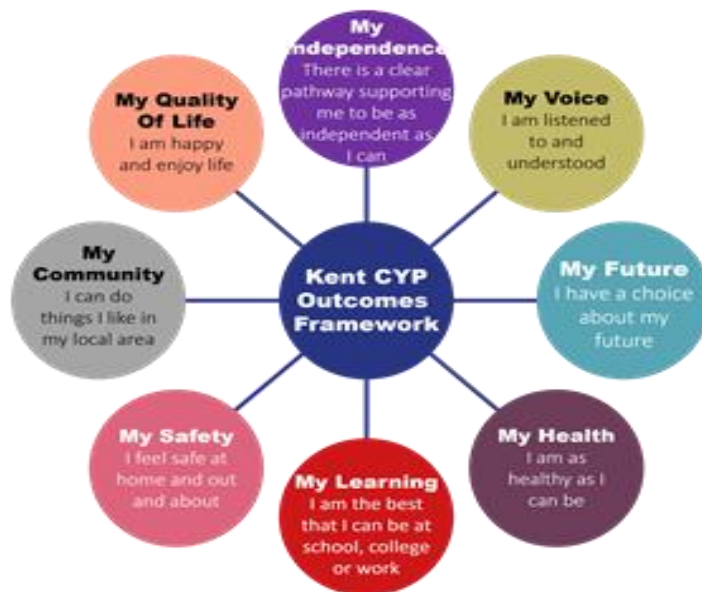 My
Independence
There is a clear
pathway supporting
me to be as
independent as
I can
My Voice
I am listened
to and
understood
My Future
I have a choice
about my
future
My Health
I am as
healthy as I
can be
My Learning
I am the best
that I can be at
school, college
or work
My Safety
I feel safe at
home and out
and about
My
Community
I can do
things I like in
my local area
My Quality
Of Life
I am happy
and enjoy life
Kent CYP
Outcomes
Framework